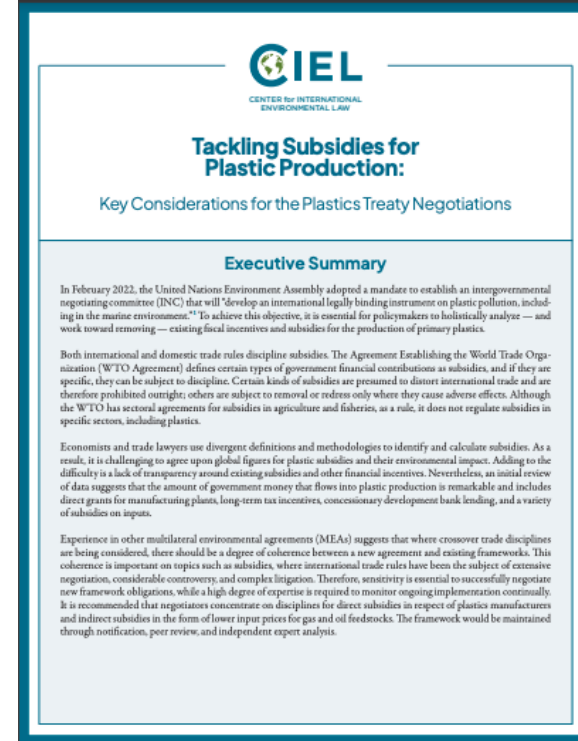 CIEL
CENTER for INTERNATIONAL
ENVIRONMENTAL LAW
Tackling Subsidies for
Plastic Production:
Key Considerations for the Plastics Treaty Negotiations
Executive Summary
In February 2022, the United Nations Environment Assembly adopted a mandate to establish an intergovernmental
negotiating committee (INC) that will "develop an international legally binding instrument on plastic pollution, includ-
ing in the marine environment."1 To achieve this objective, it is essential for policymakers to holistically analyze — and
work toward removing — existing fiscal incentives and subsidies for the production of primary plastics.
Both international and domestic trade rules discipline subsidies. The Agreement Establishing the World Trade Orga-
nization (WTO Agreement) defines certain types of government financial contributions as subsidies, and if they are
specific, they can be subject to discipline. Certain kinds of subsidies are presumed to distort international trade and are
therefore prohibited outright; others are subject to removal or redress only where they cause adverse effects. Although
the WTO has sectoral agreements for subsidies in agriculture and fisheries, as a rule, it does not regulate subsidies in
specific sectors, including plastics.
Economists and trade lawyers use divergent definitions and methodologies to identify and calculate subsidies. As a
result, it is challenging to agree upon global figures for plastic subsidies and their environmental impact. Adding to the
difficulty is a lack of transparency around existing subsidies and other financial incentives. Nevertheless, an initial review
of data suggests that the amount of government money that flows into plastic production is remarkable and includes
direct grants for manufacturing plants, long-term tax incentives, concessionary development bank lending, and a variety
of subsidies on inputs.
Experience in other multilateral environmental agreements (MEAs) suggests that where crossover trade disciplines
are being considered, there should be a degree of coherence between a new agreement and existing frameworks. This
coherence is important on topics such as subsidies, where international trade rules have been the subject of extensive
negotiation, considerable controversy, and complex litigation. Therefore, sensitivity is essential to successfully negotiate
new framework obligations, while a high degree of expertise is required to monitor ongoing implementation continually.
It is recommended that negotiators concentrate on disciplines for direct subsidies in respect of plastics manufacturers
and indirect subsidies in the form of lower input prices for gas and oil feedstocks. The framework would be maintained
through notification, peer review, and independent expert analysis.